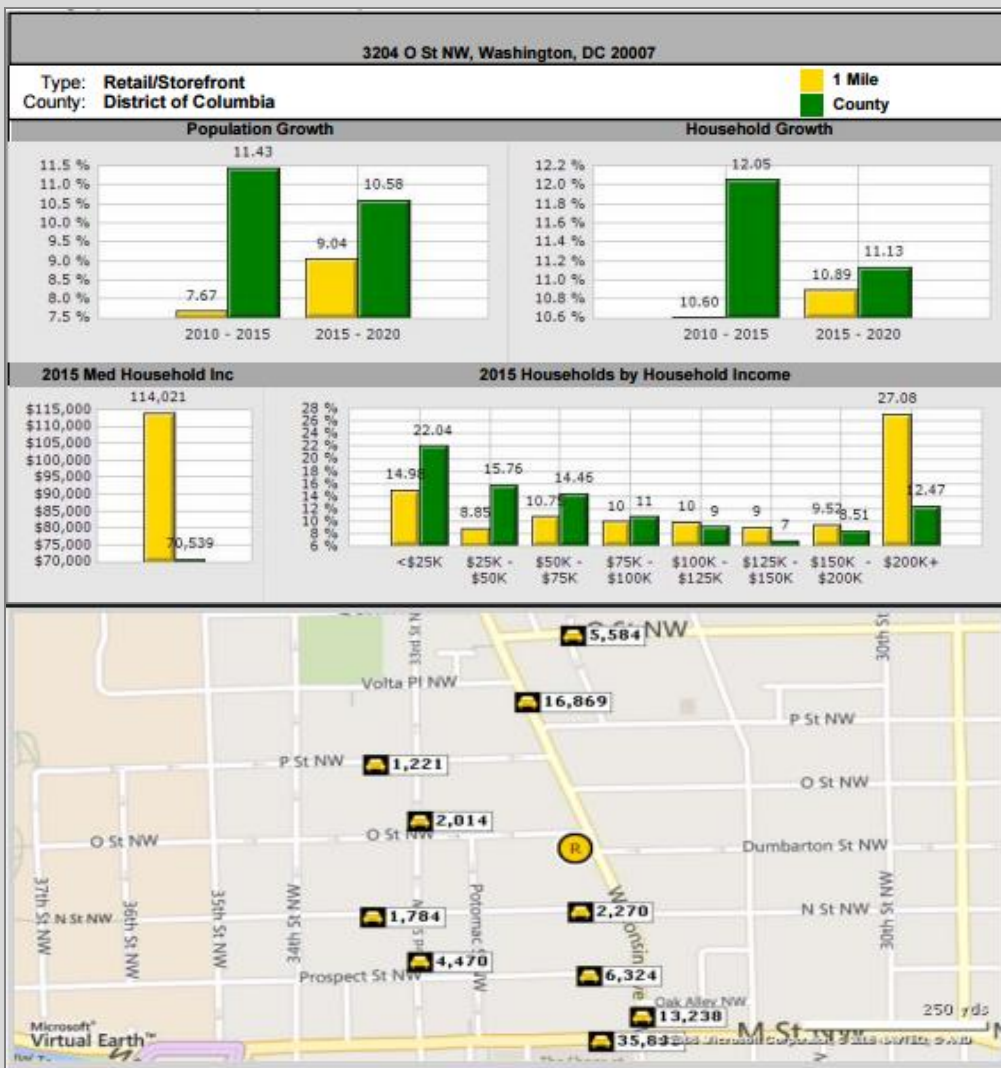 3204 O St NW, Washington, DC 20007
Type: Retail/Storefront
County: District of Columbia
1 Mile
County
Population Growth
11.5 %
11.0 %
10.5 %
10.0 %
9.5 %
9.0 %
8.5 %
8.0 %
7.5 %
7.67
11.43
9.04
10.58
2010 - 2015
2015 - 2020
Household Growth
12.2 %
12.0 %
11.8 %
11.6 %
11.4 %
11.2 %
11.0 %
10.8 %
10.6 %
10.60
12.05
10.89
11.13
2010 - 2015
2015 - 2020
2015 Med Household Inc
114,021
$115,000
$110,000
$105,000
$100,000
$95,000
$90,000
$85,000
$80,000
$75,000
$70,000
70,539
2015 Households by Household Income
28 %
26 %
24 %
22 %
20 %
18 %
16 %
14 %
12 %
10 %
8 %
6 %
14.98
22.04
8.85
15.76
10.75
14.46
10
11
10
9
9
7
9.52
8.51
27.08
12.47
<$25K
$25K -
$50K
$50K -
$75K
$75K -
$100K
$100K -
$125K
$125K -
$150K
$150K -
$200K
$200K+
5,584
33rd St N
30th St
Volta Pl NW
16,869
P St NW
P St NW
1,221
O St NW
2,014
O St NW
O St NW
R
Dumbarton St NW
37th St NW
36th St NW
35th St NW
34th St NW
Potomac
30th St NW
N St NW
1,784
2,270
N St NW
4,470
Prospect St NW
6,324
Oak Alley NW
250 yds
13,238
Microsoft®
Virtual Earth™
M St